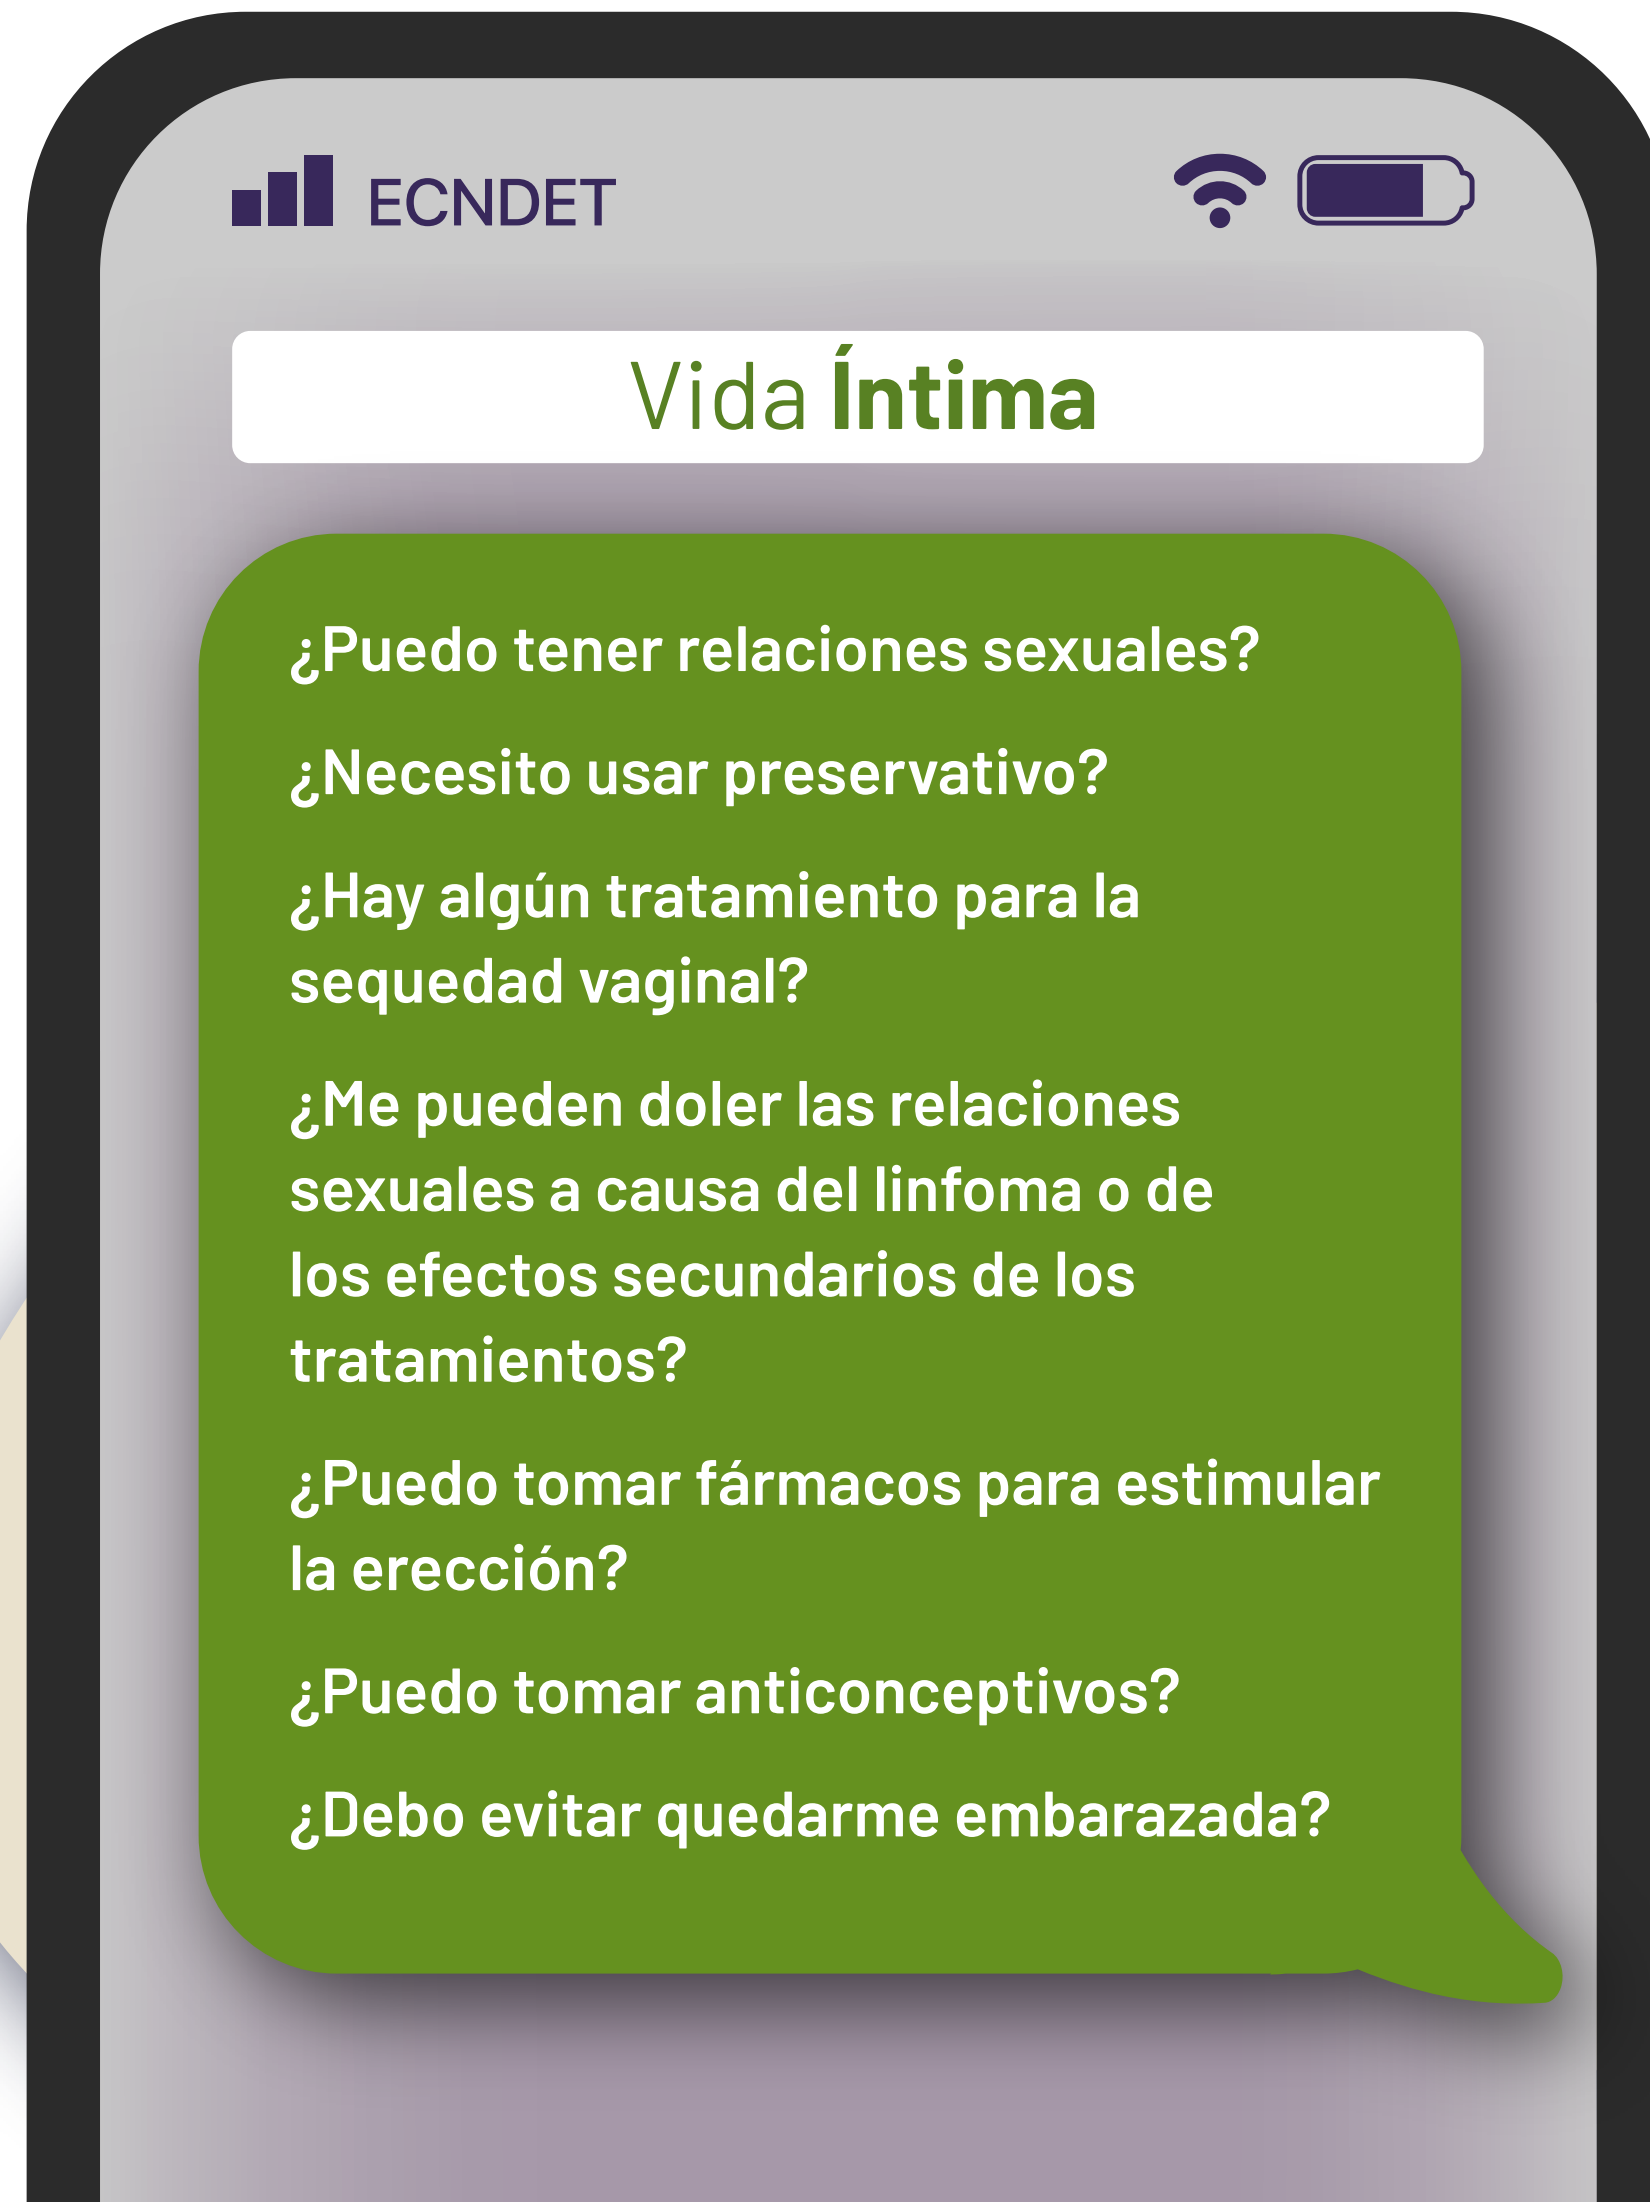 ECNDET
Vida Íntima
¿Puedo tener relaciones sexuales?
¿Necesito usar preservativo?
¿Hay algún tratamiento para la
sequedad vaginal?
¿Me pueden doler las relaciones
sexuales a causa del linfoma o de
los efectos secundarios de los
tratamientos?
¿Puedo tomar fármacos para estimular
la erección?
¿Puedo tomar anticonceptivos?
¿Debo evitar quedarme embarazada?